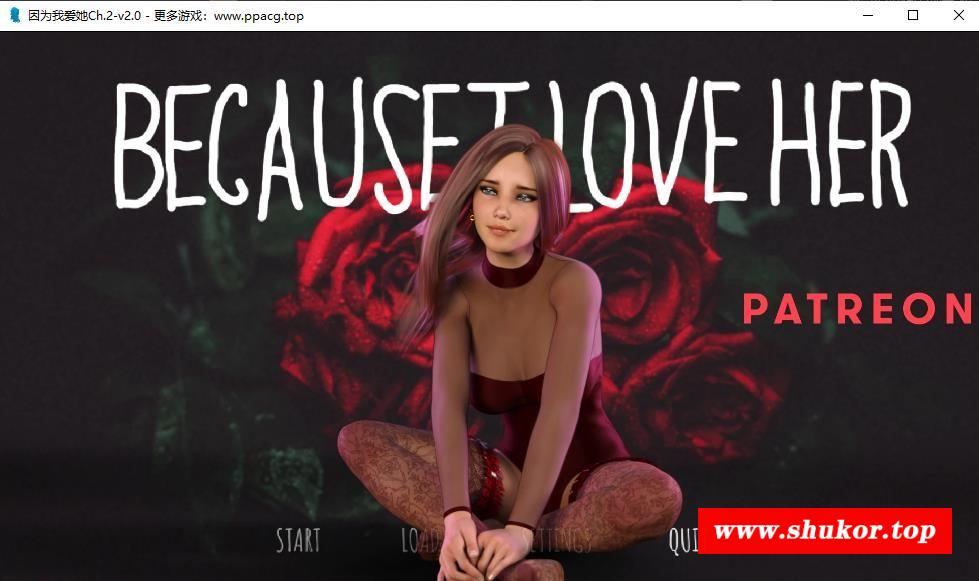 因为我爱她Ch.2-v2.0 - 更多游戏：www.ppacg.top
BECAUSE I LOVE HER
PATREON
START LOAD SETTINGS QUI
www.shukor.top